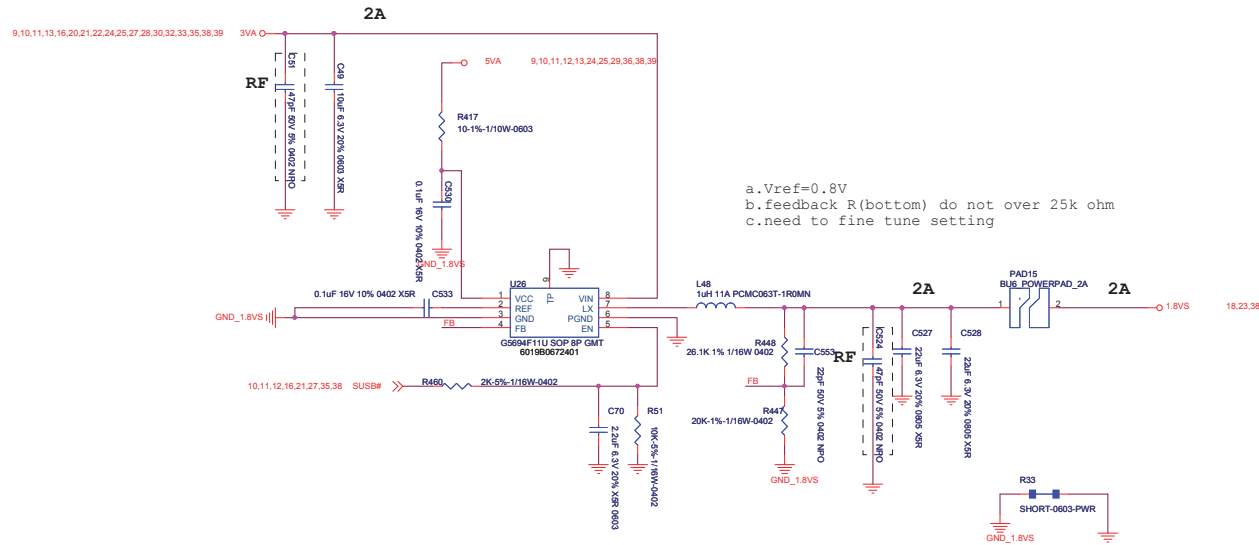 2A
9,10,11,13,16,20,21,22,24,25,27,28,30,32,33,35,38,39 3VA
RF
C51
47pF 50V 5% 0402 NPO
C49
10uF 6.3V 20% 0603 X5R
5VA 9,10,11,12,13,24,25,29,36,38,39
R417
10-1%-1/10W-0603
C530
0.1uF 16V 10% 0402 X5R
GND_1.8VS
a.Vref=0.8V
b.feedback R(bottom) do not over 25k ohm
c.need to fine tune setting
U26
9
TP
1 VCC
2 REF
3 GND
4 FB
VIN 8
LX 7
PGND 6
EN 5
G5694F11U SOP 8P GMT
6019B0672401
0.1uF 16V 10% 0402 X5R C533
GND_1.8VS
FB
L48
1uH 11A PCMC063T-1R0MN
2A
PAD15
BU6_POWERPAD_2A
1 2
2A
1.8VS 18,23,38
R448
26.1K 1% 1/16W 0402
C553
22pF 50V 5% 0402 NPO
FB
R447
20K-1%-1/16W-0402
GND_1.8VS
RF
C524
47pF 50V 5% 0402 NPO
C527
22uF 6.3V 20% 0805 X5R
C528
22uF 6.3V 20% 0805 X5R
10,11,12,16,21,27,35,38 SUSB#
R460 2K-5%-1/16W-0402
C70
2.2uF 6.3V 20% X5R 0603
R51
10K-5%-1/16W-0402
R33
SHORT-0603-PWR
GND_1.8VS